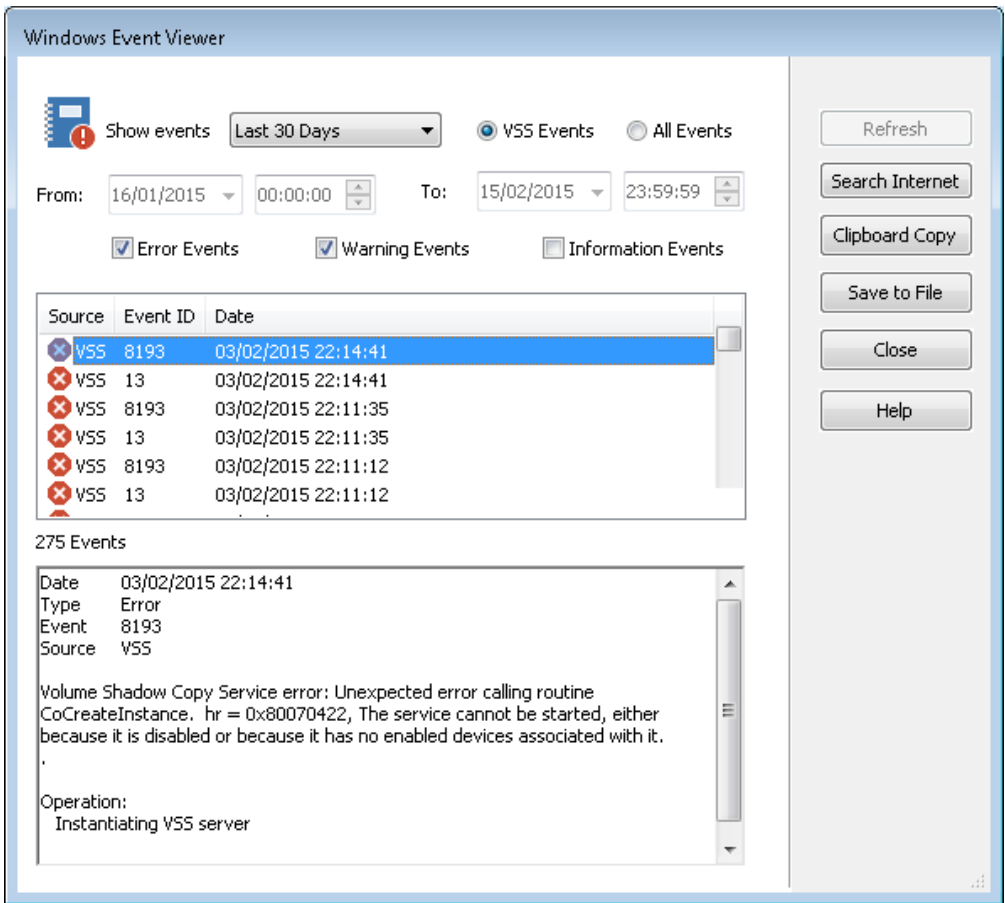 Windows Event Viewer
Show events Last 30 Days VSS Events All Events
Refresh
From: 16/01/2015 00:00:00 To: 15/02/2015 23:59:59
Search Internet
Error Events Warning Events Information Events
Clipboard Copy
Save to File
Source Event ID Date
VSS 8193 03/02/2015 22:14:41
Close
VSS 13 03/02/2015 22:14:41
VSS 8193 03/02/2015 22:11:35
Help
VSS 13 03/02/2015 22:11:35
VSS 8193 03/02/2015 22:11:12
VSS 13 03/02/2015 22:11:12
275 Events
Date 03/02/2015 22:14:41
Type Error
Event 8193
Source VSS
Volume Shadow Copy Service error: Unexpected error calling routine
CoCreateInstance. hr = 0x80070422, The service cannot be started, either
because it is disabled or because it has no enabled devices associated with it.
.
Operation:
Instantiating VSS server